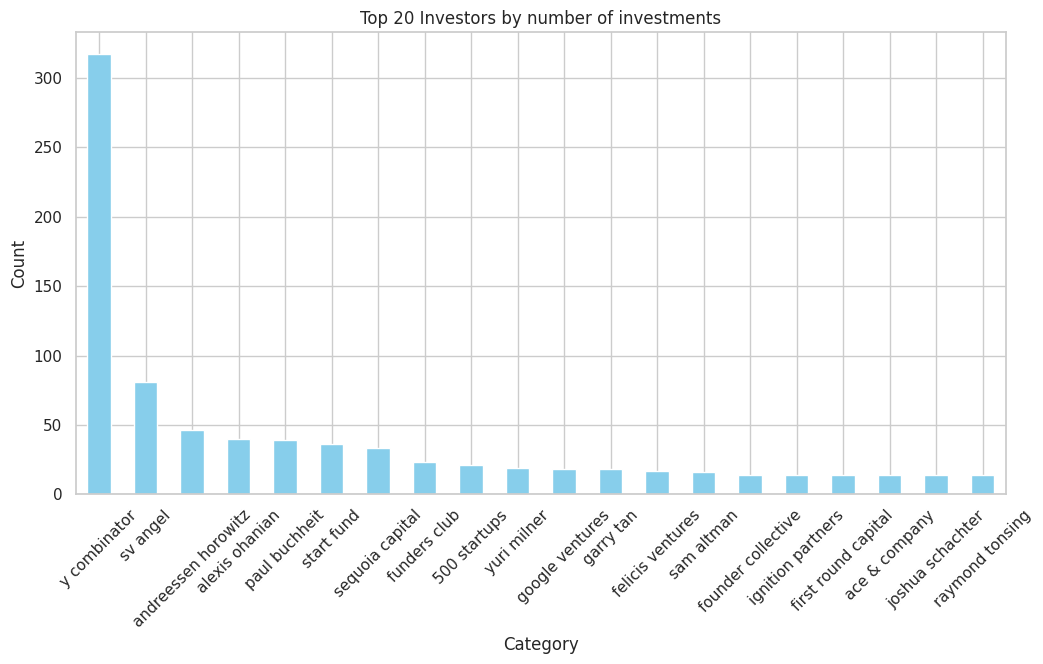 Top 20 Investors by number of investments
Count
300
250
200
150
100
50
0
y combinator
sv angel
andreessen horowitz
alexis ohanian
paul buchheit
start fund
sequoia capital
funders club
500 startups
yuri milner
google ventures
garry tan
felicis ventures
sam altman
founder collective
ignition partners
first round capital
ace & company
joshua schachter
raymond tonsing
Category